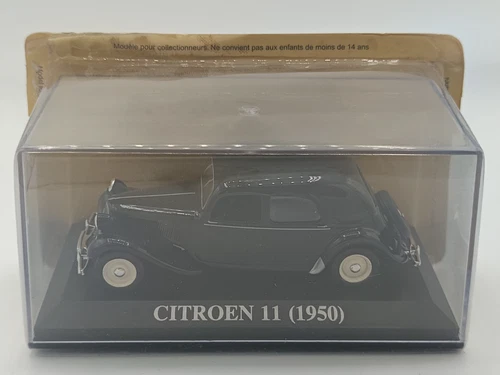 Modèle pour collectionneurs. Ne convient pas aux enfants de moins de 14 ans
CITROEN 11 (1950)